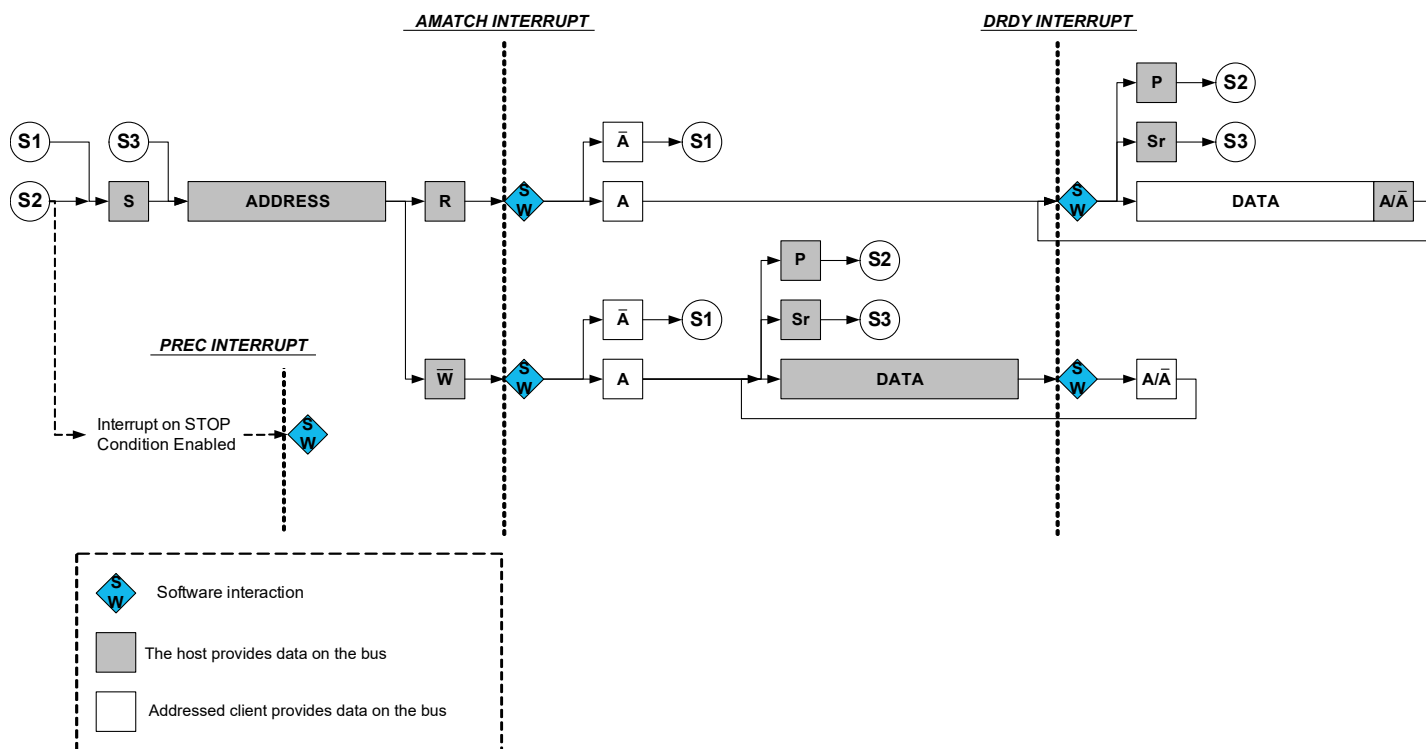 AMATCH INTERRUPT
DRDY INTERRUPT
P
S2
S1
S3
A̅
S1
Sr
S3
S2
S
ADDRESS
R
S
W
A
S
W
DATA
A/A̅
P
S2
A̅
S1
Sr
S3
PREC INTERRUPT
W̅
S
W
A
DATA
S
W
A/A̅
Interrupt on STOP
Condition Enabled
S
W
S
W
Software interaction
The host provides data on the bus
Addressed client provides data on the bus